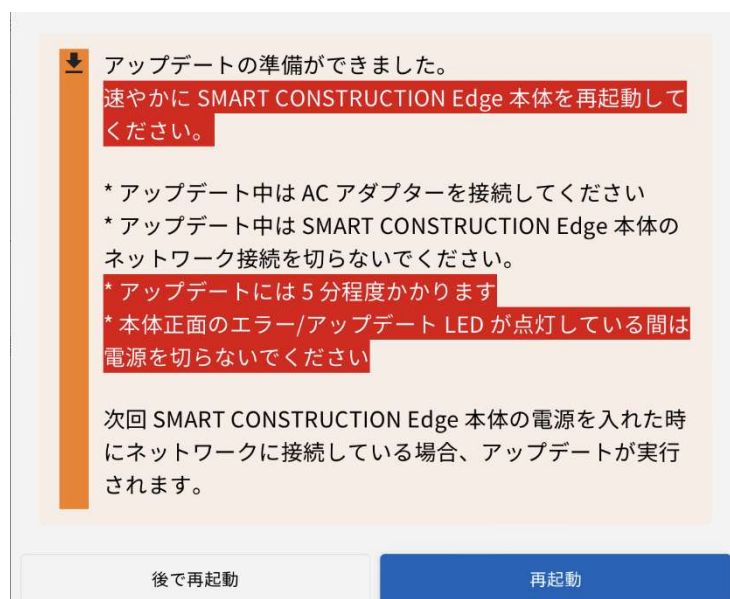 アップデートの準備ができました。
速やかに SMART CONSTRUCTION Edge 本体を再起動して
ください。
* アップデート中は AC アダプターを接続してください
* アップデート中は SMART CONSTRUCTION Edge 本体の
ネットワーク接続を切らないでください。
* アップデートには 5 分程度かかります
* 本体正面のエラー/アップデート LED が点灯している間は
電源を切らないでください
次回 SMART CONSTRUCTION Edge 本体の電源を入れた時
にネットワークに接続している場合、アップデートが実行
されます。
後で再起動
再起動